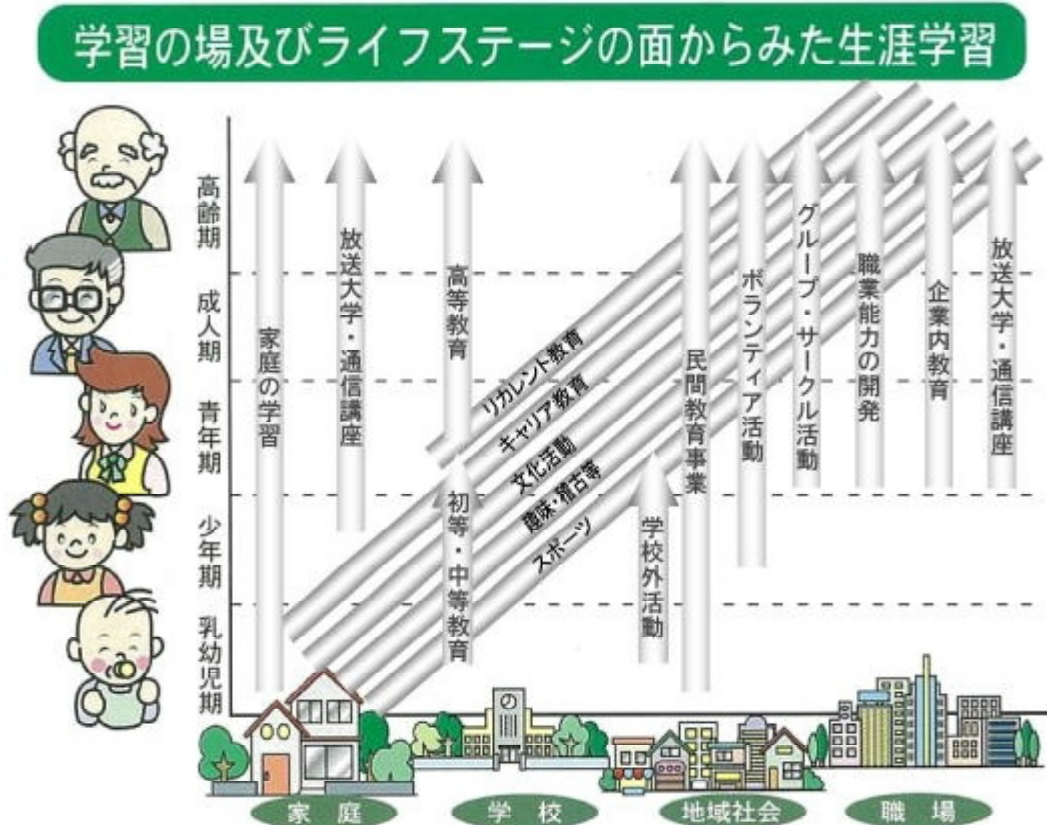 学習の場及びライフステージの面からみた生涯学習
高齢期
成人期
青年期
少年期
乳幼児期
家庭の学習
放送大学・通信講座
高等教育
初等・中等教育
リカレント教育
キャリア教育
文化活動
趣味・稽古等
スポーツ
学校外活動
民間教育事業
ボランティア活動
グループ・サークル活動
職業能力の開発
企業内教育
放送大学・通信講座
の
家庭
学校
地域社会
職場